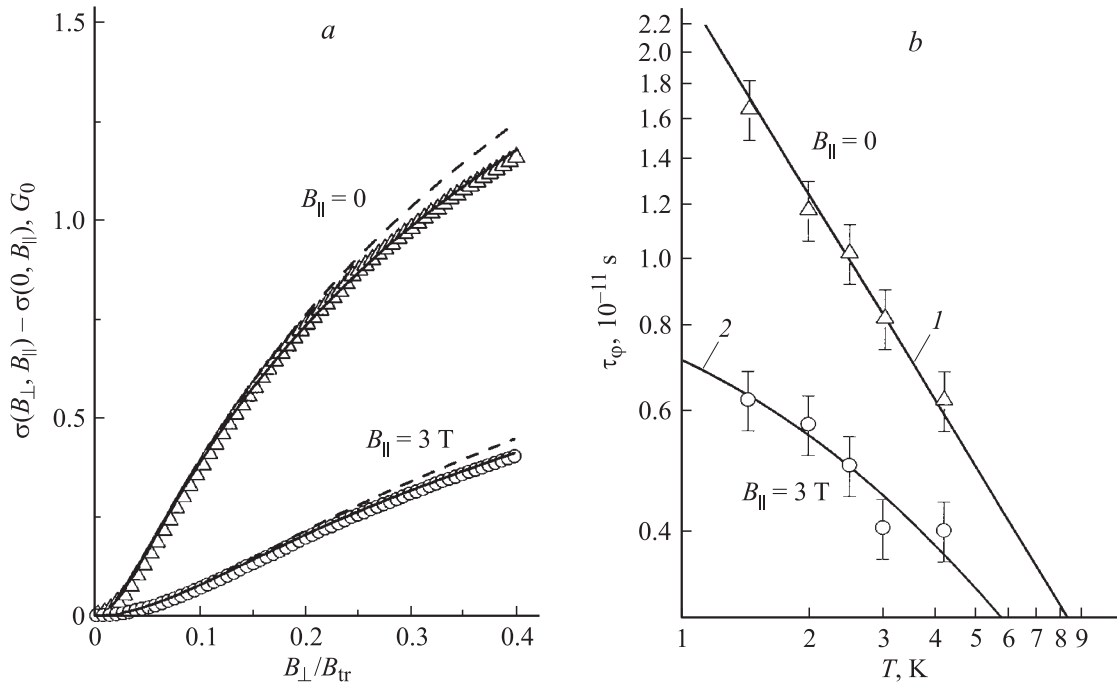 a
1.5
1.0
0.5
0
σ(B⊥, B||) – σ(0, B||), G0
B|| = 0
B|| = 3 T
0 0.1 0.2 0.3 0.4
B⊥/Btr
b
2.2
2.0
1.8
1.6
1.4
1.2
1.0
0.8
0.6
0.4
τφ, 10–11 s
B|| = 0
1
2
B|| = 3 T
1 2 3 4 5 6 7 8 9
T, K